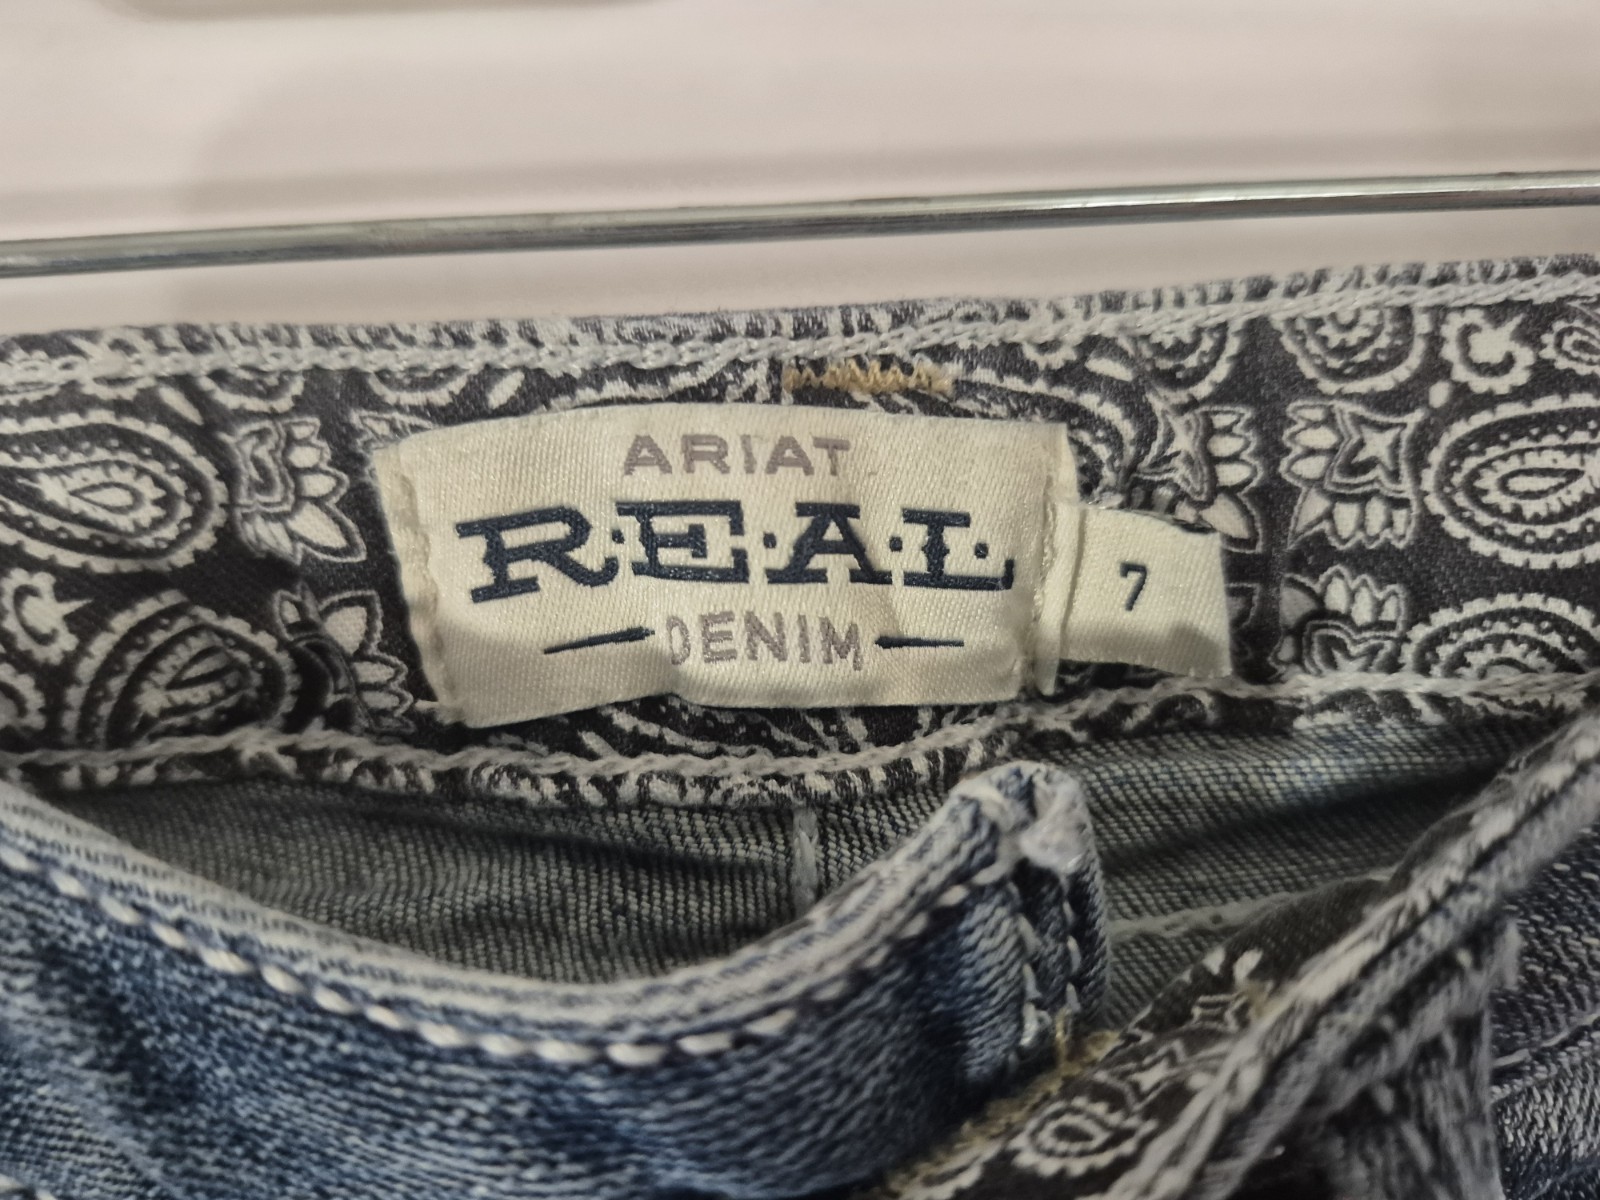 ARIAT
R·E·A·L·
DENIM
7